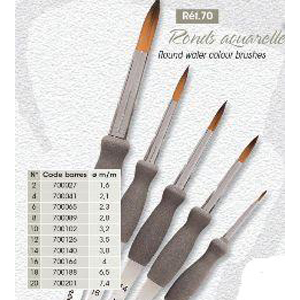 Réf.70
Ronds aquarelle
Round water colour brushes
N° Code barres ø m/m
2 700027 1,6
4 700041 2,1
6 700065 2,3
8 700089 2,8
10 700102 3,2
12 700126 3,5
14 700140 3,8
16 700164 4
18 700188 6,5
20 700201 7,4